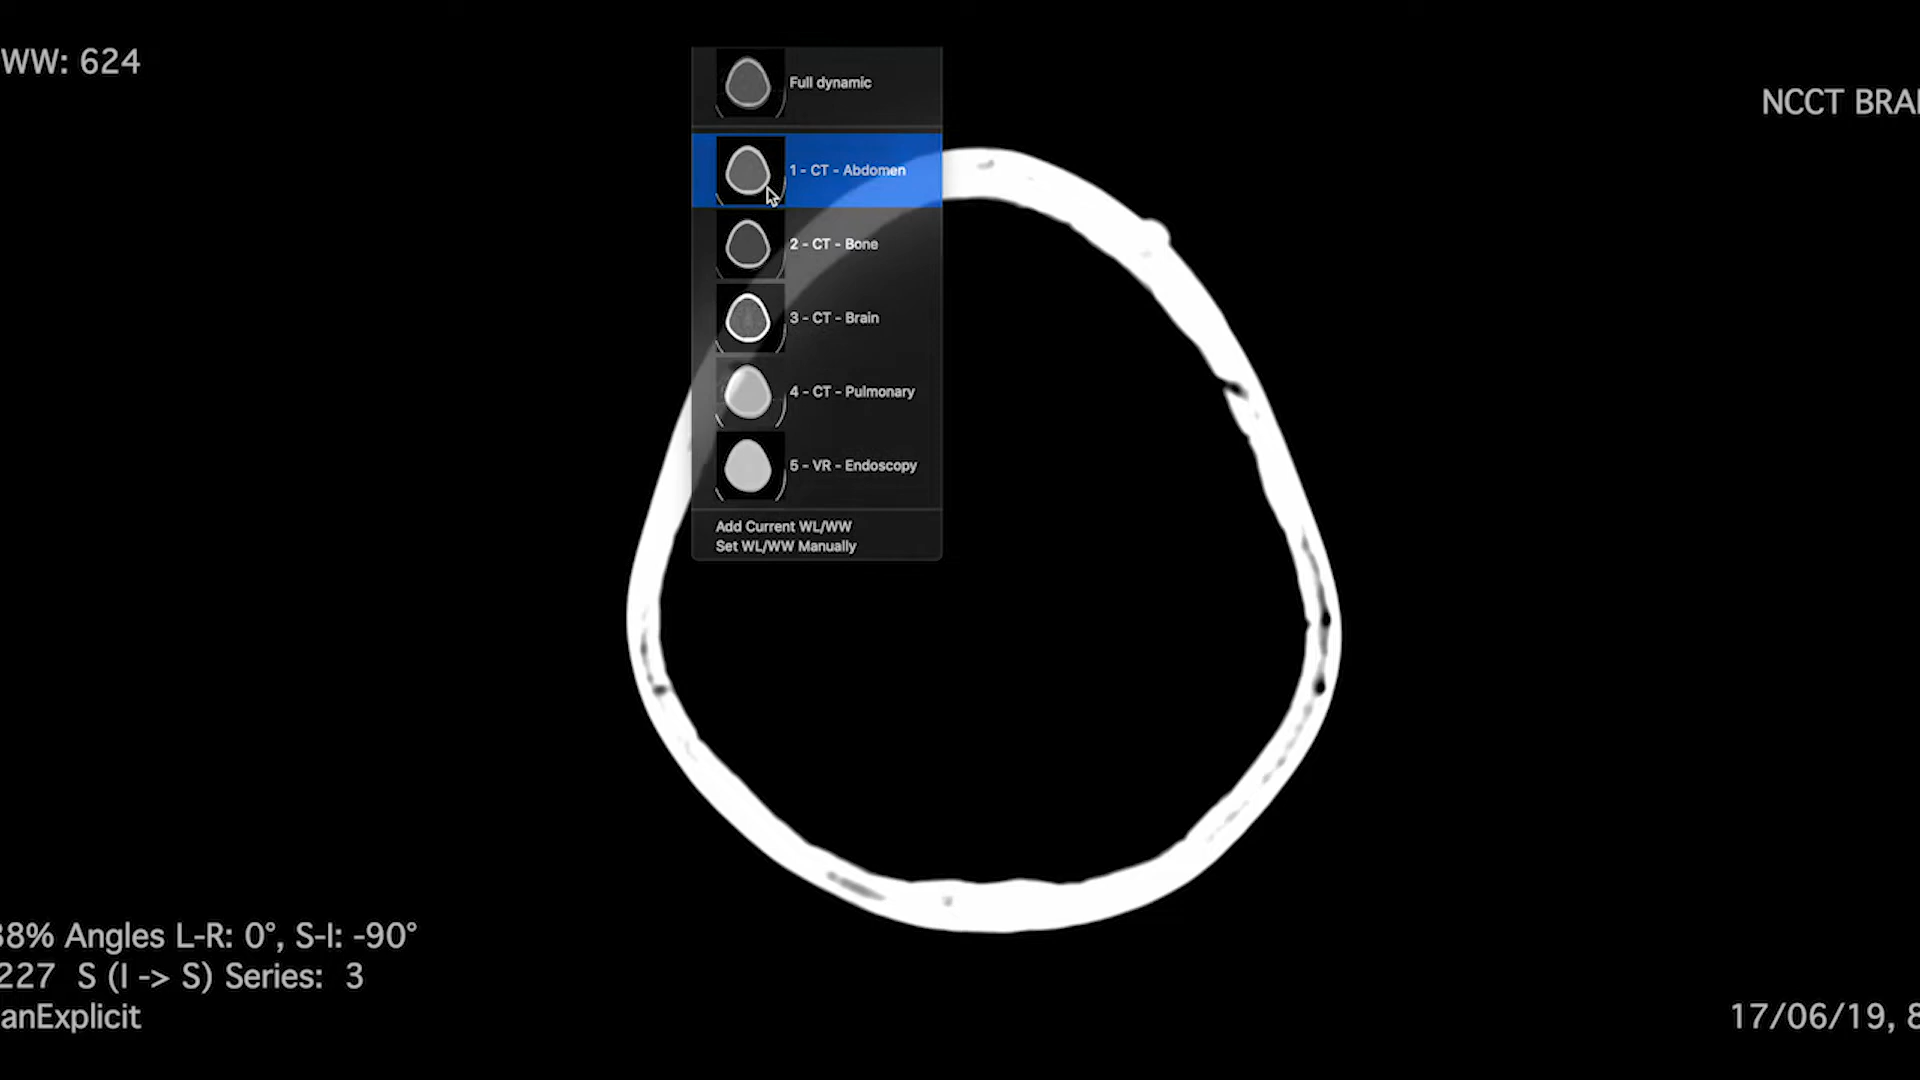 WW: 624
NCCT BRAI
Full dynamic
1 - CT - Abdomen
2 - CT - Bone
3 - CT - Brain
4 - CT - Pulmonary
5 - VR - Endoscopy
Add Current WL/WW
Set WL/WW Manually
38% Angles L-R: 0°, S-I: -90°
227 S (I -> S) Series: 3
anExplicit
17/06/19, 8